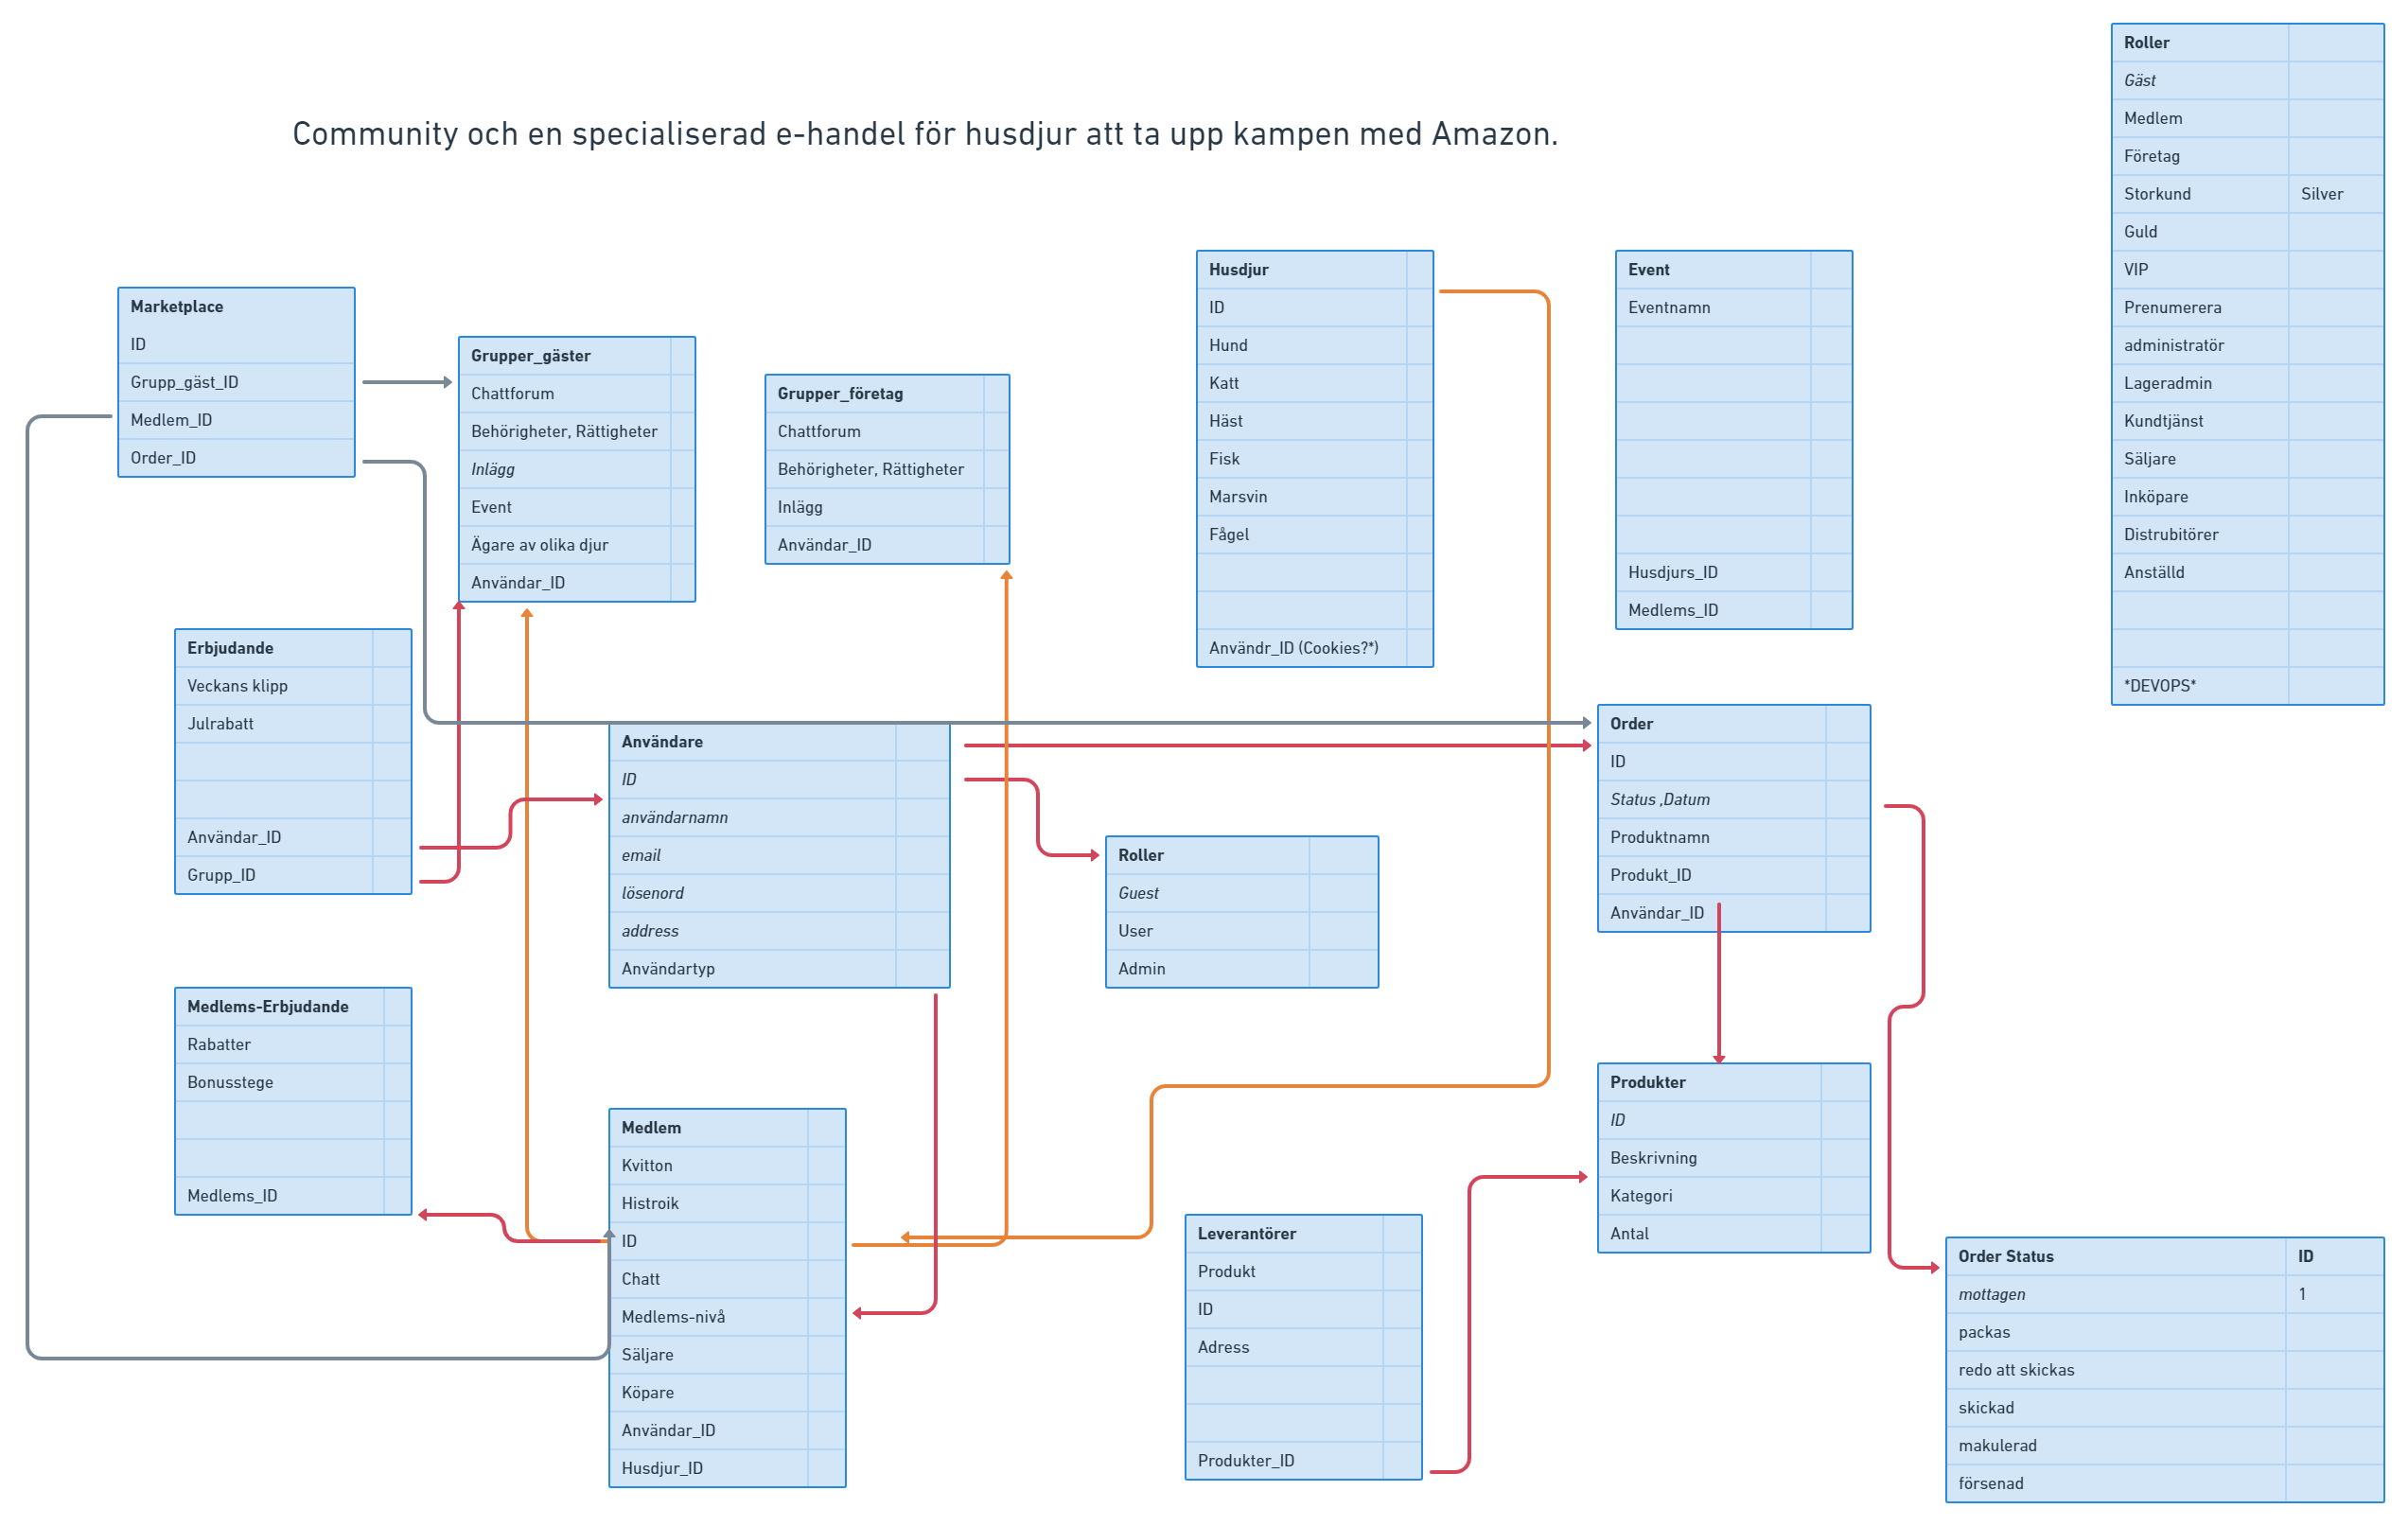 Community och en specialiserad e-handel för husdjur att ta upp kampen med Amazon.
Marketplace
ID
Grupp_gäst_ID
Medlem_ID
Order_ID
Grupper_gäster
Chattforum
Behörigheter, Rättigheter
Inlägg
Event
Ägare av olika djur
Användar_ID
Grupper_företag
Chattforum
Behörigheter, Rättigheter
Inlägg
Användar_ID
Husdjur
ID
Hund
Katt
Häst
Fisk
Marsvin
Fågel
Användr_ID (Cookies?*)
Event
Eventnamn
Husdjurs_ID
Medlems_ID
Roller
Gäst
Medlem
Företag
Storkund Silver
Guld
VIP
Prenumerera
administratör
Lageradmin
Kundtjänst
Säljare
Inköpare
Distrubitörer
Anställd
*DEVOPS*
Erbjudande
Veckans klipp
Julrabatt
Användar_ID
Grupp_ID
Användare
ID
användarnamn
email
lösenord
address
Användartyp
Roller
Guest
User
Admin
Order
ID
Status ,Datum
Produktnamn
Produkt_ID
Användar_ID
Medlems-Erbjudande
Rabatter
Bonusstege
Medlems_ID
Medlem
Kvitton
Histroik
ID
Chatt
Medlems-nivå
Säljare
Köpare
Användar_ID
Husdjur_ID
Leverantörer
Produkt
ID
Adress
Produkter_ID
Produkter
ID
Beskrivning
Kategori
Antal
Order Status ID
mottagen 1
packas
redo att skickas
skickad
makulerad
försenad